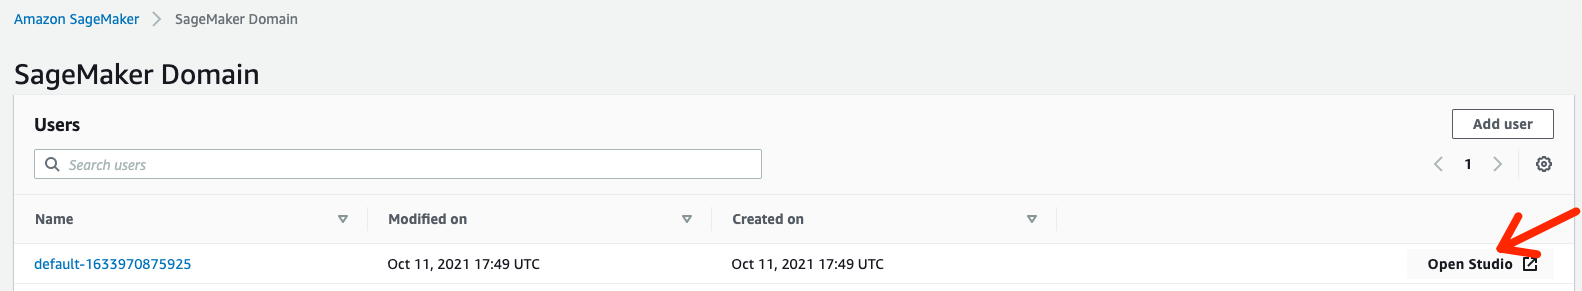 Amazon SageMaker > SageMaker Domain
SageMaker Domain
Users
Add user
Search users
1
Name Modified on Created on
default-1633970875925 Oct 11, 2021 17:49 UTC Oct 11, 2021 17:49 UTC Open Studio